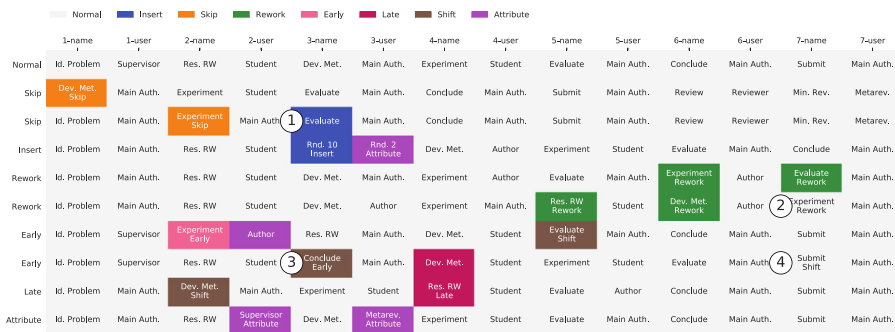 Normal Insert Skip Rework Early Late Shift Attribute
1–name 1–user 2–name 2–user 3–name 3–user 4–name 4–user 5–name 5–user 6–name 6–user 7–name 7–user
Normal Id. Problem Supervisor Res. RW Student Dev. Met. Main Auth. Experiment Student Evaluate Main Auth. Conclude Main Auth. Submit Main Auth.
Skip Dev. Met. Skip Main Auth. Experiment Student Evaluate Main Auth. Conclude Main Auth. Submit Main Auth. Review Reviewer Min. Rev. Metarev.
Skip Id. Problem Main Auth. Experiment Skip Main Auth. 1 Evaluate Main Auth. Conclude Main Auth. Submit Main Auth. Review Reviewer Min. Rev. Metarev.
Insert Id. Problem Main Auth. Res. RW Student Rnd. 10 Insert Rnd. 2 Attribute Dev. Met. Author Experiment Student Evaluate Main Auth. Conclude Main Auth.
Rework Id. Problem Main Auth. Res. RW Student Dev. Met. Main Auth. Experiment Author Evaluate Main Auth. Experiment Rework Author Evaluate Rework Main Auth.
Rework Id. Problem Main Auth. Res. RW Student Dev. Met. Author Experiment Main Auth. Res. RW Rework Student Dev. Met. Rework Author 2 Experiment Rework Main Auth.
Early Id. Problem Supervisor Experiment Early Author Res. RW Main Auth. Dev. Met. Student Evaluate Shift Main Auth. Conclude Main Auth. Submit Main Auth.
Early Id. Problem Supervisor Res. RW Student 3 Conclude Early Main Auth. Dev. Met. Student Experiment Student Evaluate Main Auth. 4 Submit Shift Main Auth.
Late Id. Problem Main Auth. Dev. Met. Shift Main Auth. Experiment Student Res. RW Late Student Evaluate Author Conclude Main Auth. Submit Main Auth.
Attribute Id. Problem Main Auth. Res. RW Supervisor Attribute Dev. Met. Metarev. Attribute Experiment Student Evaluate Main Auth. Conclude Main Auth. Submit Main Auth.